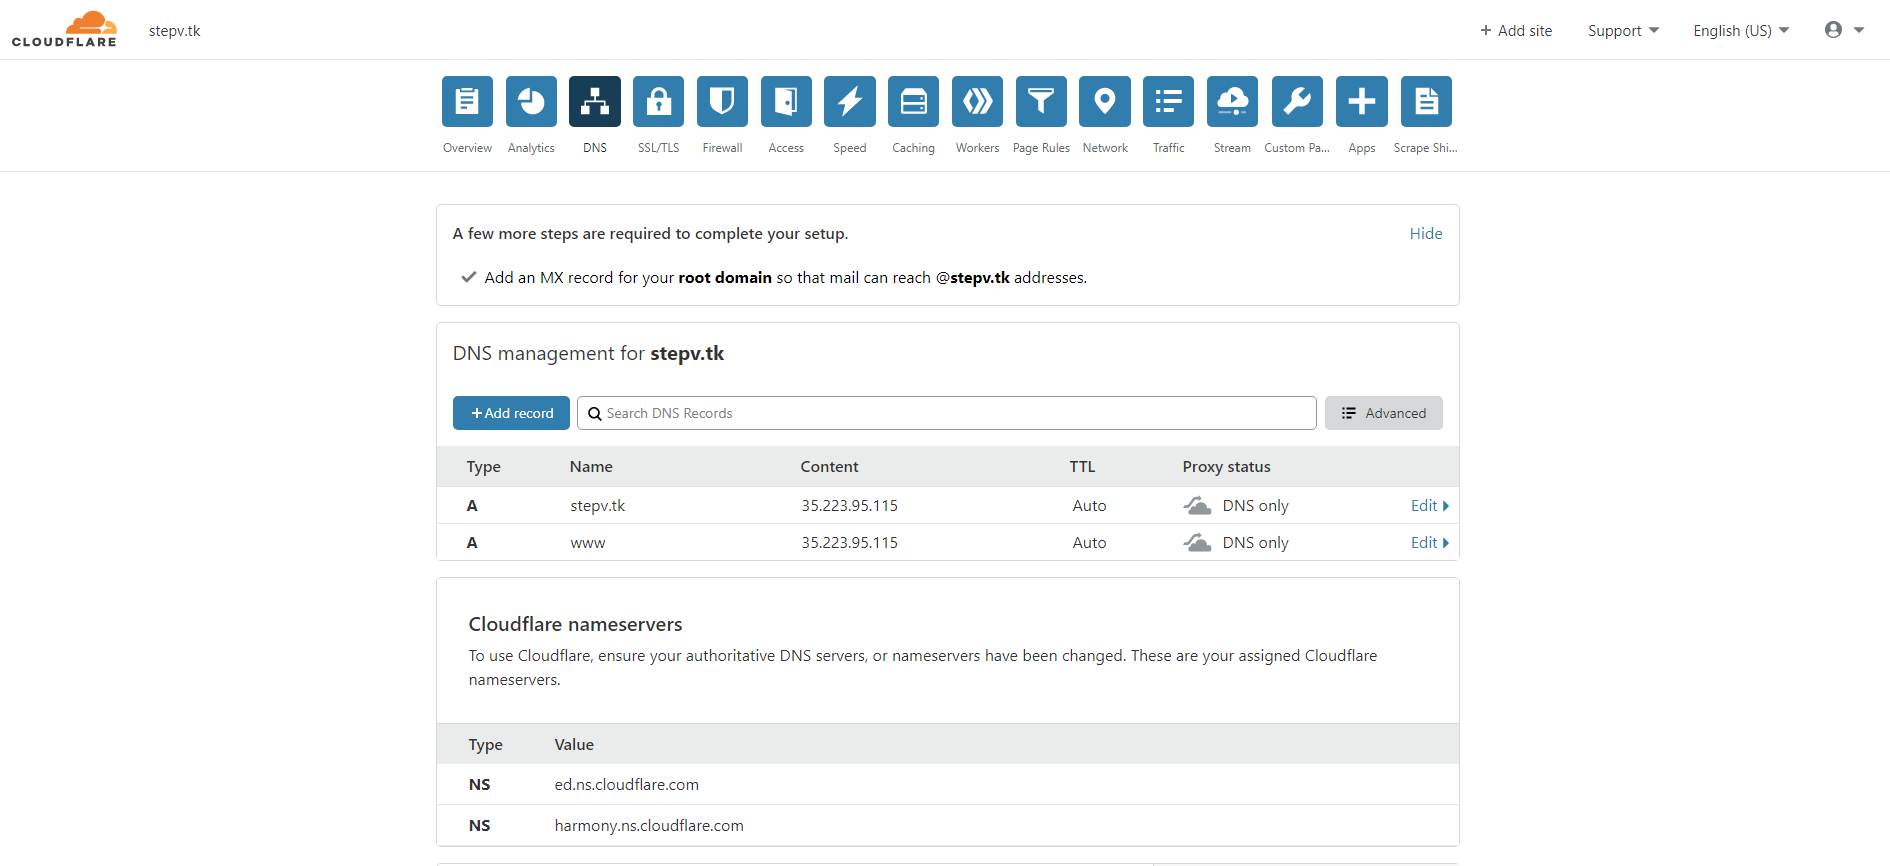 CLOUDFLARE
stepv.tk
+ Add site
Support
English (US)
Overview
Analytics
DNS
SSL/TLS
Firewall
Access
Speed
Caching
Workers
Page Rules
Network
Traffic
Stream
Custom Pa...
Apps
Scrape Shi...
A few more steps are required to complete your setup.
Hide
Add an MX record for your root domain so that mail can reach @stepv.tk addresses.
DNS management for stepv.tk
+Add record
Search DNS Records
Advanced
Type Name Content TTL Proxy status
A stepv.tk 35.223.95.115 Auto DNS only Edit
A www 35.223.95.115 Auto DNS only Edit
Cloudflare nameservers
To use Cloudflare, ensure your authoritative DNS servers, or nameservers have been changed. These are your assigned Cloudflare
nameservers.
Type Value
NS ed.ns.cloudflare.com
NS harmony.ns.cloudflare.com